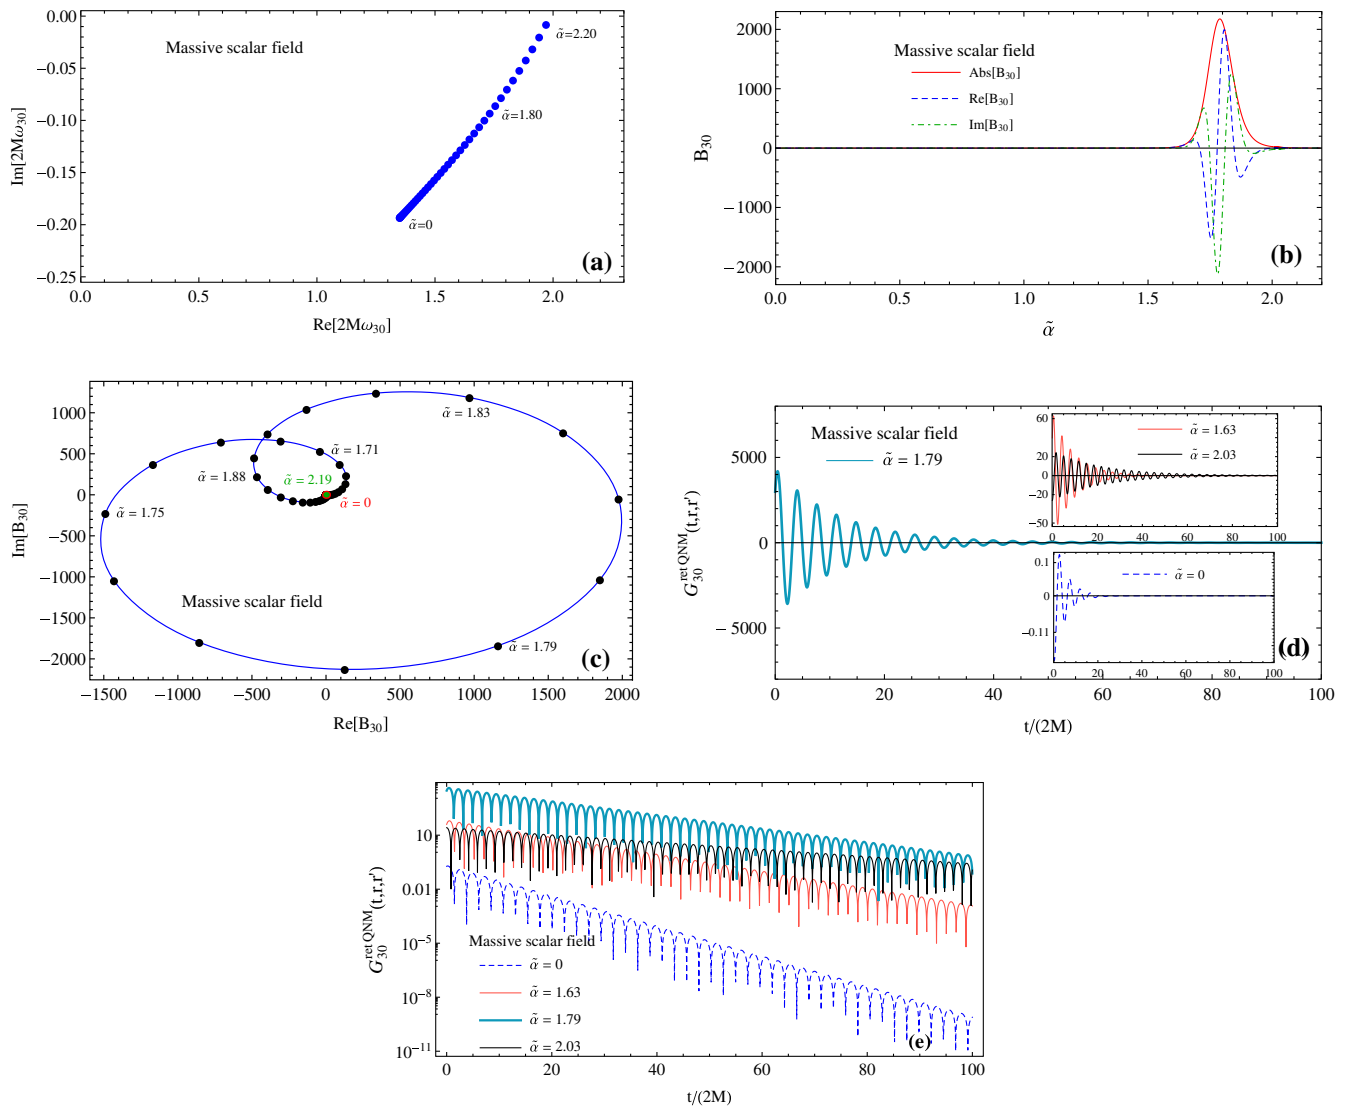 0.00
−0.05
−0.10
−0.15
−0.20
−0.25
Im[2Mω30]
Massive scalar field
α̃=2.20
α̃=1.80
α̃=0
(a)
0.0
0.5
1.0
1.5
2.0
Re[2Mω30]
2000
1000
0
−1000
−2000
B30
Massive scalar field
Abs[B30]
Re[B30]
Im[B30]
(b)
0.0
0.5
1.0
1.5
2.0
α̃
1000
500
0
−500
−1000
−1500
−2000
Im[B30]
α̃ = 1.83
α̃ = 1.71
α̃ = 1.88
α̃ = 2.19
α̃ = 0
α̃ = 1.75
Massive scalar field
α̃ = 1.79
(c)
−1500
−1000
−500
0
500
1000
1500
2000
Re[B30]
5000
0
−5000
G30^ret QNM(t,r,r′)
Massive scalar field
α̃ = 1.79
60
40
20
0
−20
−50
α̃ = 1.63
α̃ = 2.03
0
20
40
60
80
100
0.1
0
−0.11
α̃ = 0
0
20
40
60
80
100
(d)
0
20
40
60
80
100
t/(2M)
10
0.01
10−5
10−8
10−11
G30^ret QNM(t,r,r′)
Massive scalar field
α̃ = 0
α̃ = 1.63
α̃ = 1.79
α̃ = 2.03
(e)
0
20
40
60
80
100
t/(2M)